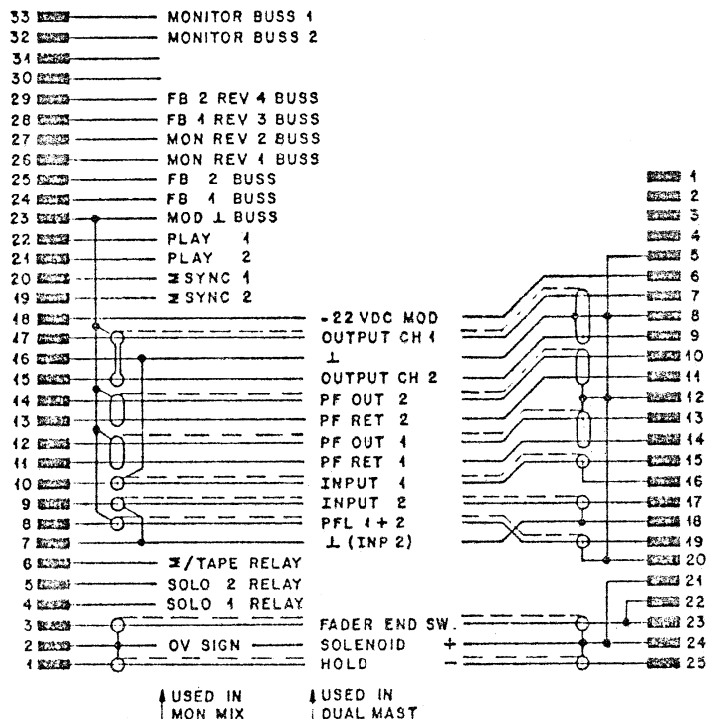 33 MONITOR BUSS 1
32 MONITOR BUSS 2
31
30
29 FB 2 REV 4 BUSS
28 FB 1 REV 3 BUSS
27 MON REV 2 BUSS
26 MON REV 1 BUSS
25 FB 2 BUSS 1
24 FB 1 BUSS 2
23 MOD ⊥ BUSS 3
22 PLAY 1 4
21 PLAY 2 5
20 SYNC 1 6
19 SYNC 2 7
18 -22 VDC MOD 8
17 OUTPUT CH 1 9
16 ⊥ 10
15 OUTPUT CH 2 11
14 PF OUT 2 12
13 PF RET 2 13
12 PF OUT 1 14
11 PF RET 1 15
10 INPUT 1 16
9 INPUT 2 17
8 PFL 1+2 18
7 ⊥ (INP 2) 19
6 /TAPE RELAY 20
5 SOLO 2 RELAY 21
4 SOLO 1 RELAY 22
3 FADER END SW. 23
2 OV SIGN SOLENOID + 24
1 HOLD - 25
USED IN USED IN
MON MIX DUAL MAST